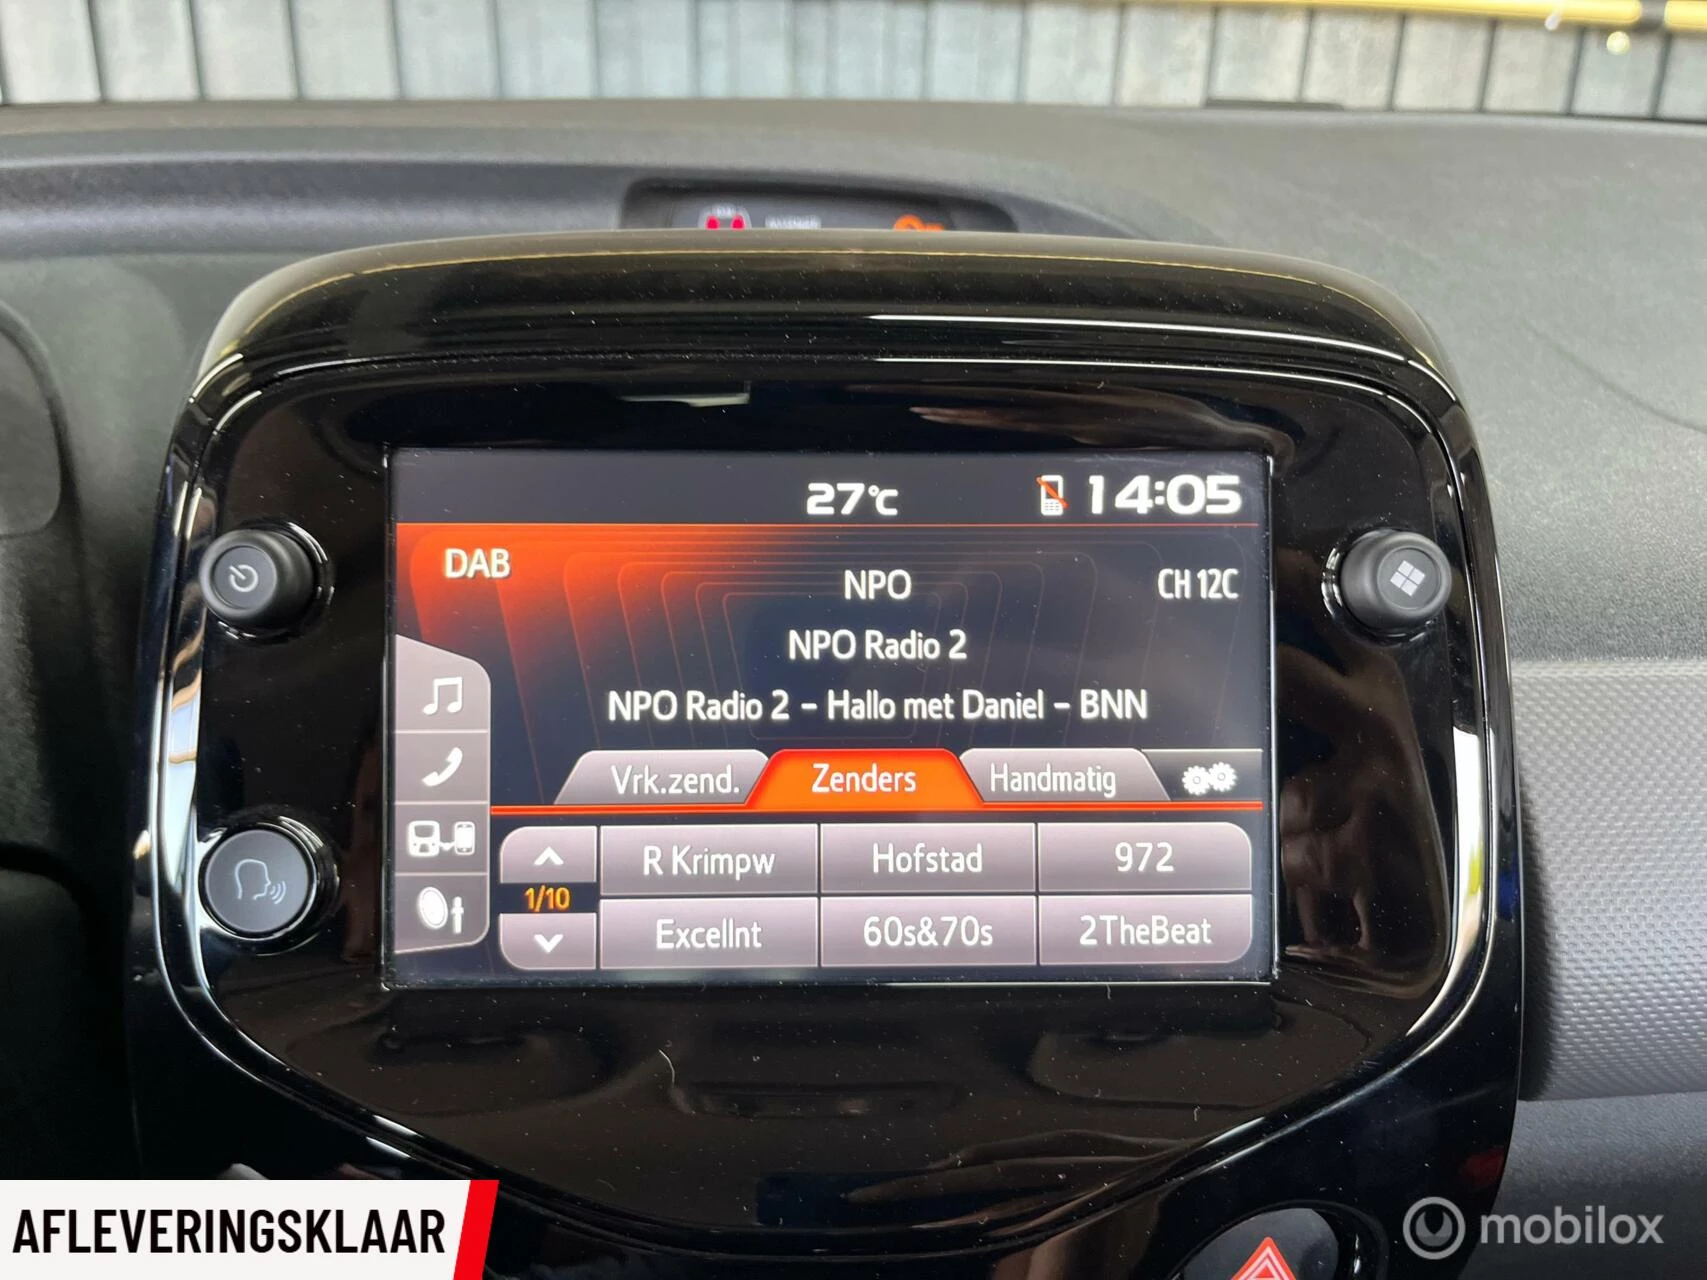 27°C 14:05
DAB
NPO
CH 12C
NPO Radio 2
NPO Radio 2 - Hallo met Daniel - BNN
Vrk.zend. Zenders Handmatig
R Krimpw Hofstad 972
1/10
Excellnt 60s&70s 2TheBeat
AFLEVERINGSKLAAR
mobilox